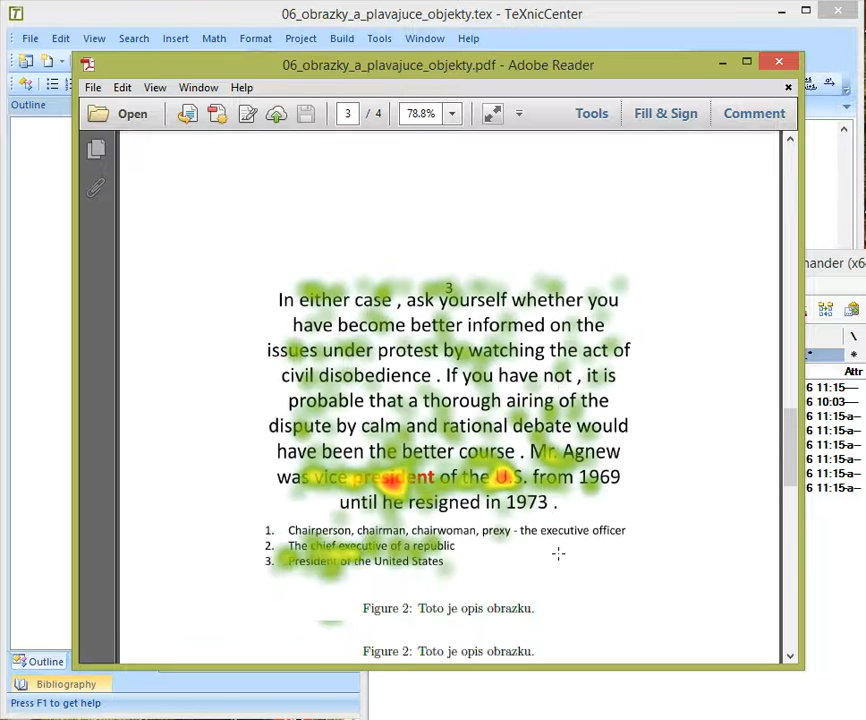 06_obrazky_a_plavajuce_objekty.tex - TeXnicCenter
File Edit View Search Insert Math Format Project Build Tools Window Help
06_obrazky_a_plavajuce_objekty.pdf - Adobe Reader
File Edit View Window Help
Open 3 / 4 78.8% Tools Fill & Sign Comment
Outline
3
In either case , ask yourself whether you
have become better informed on the
issues under protest by watching the act of
civil disobedience . If you have not , it is
probable that a thorough airing of the
dispute by calm and rational debate would
have been the better course . Mr. Agnew
was vice president of the U.S. from 1969
until he resigned in 1973 .
1. Chairperson, chairman, chairwoman, prexy - the executive officer
2. The chief executive of a republic
3. President of the United States
Figure 2: Toto je opis obrazku.
Figure 2: Toto je opis obrazku.
mander (x6
Attr
6 11:15 —
6 10:03 —
6 11:15 -a--
6 11:15 -a--
6 11:15 -a--
6 11:15 -a--
6 11:15 -a--
Outline
Bibliography
Press F1 to get help